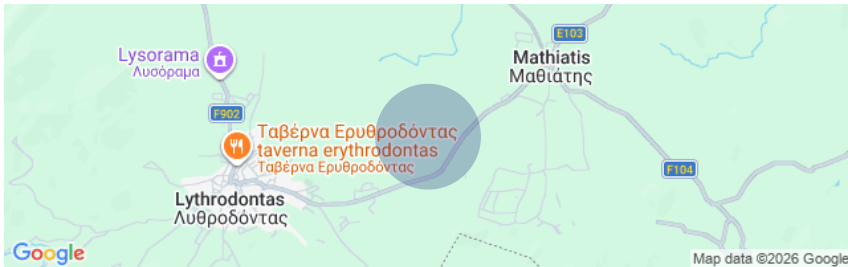 Lysorama
Λυσόραμα
F902
Ταβέρνα Ερυθροδόντας
taverna erythrodontas
Ταβέρνα Ερυθροδόντας
Lythrodontas
Λυθροδόντας
E103
Mathiatis
Μαθιάτης
F104
Google
Map data ©2026 Google